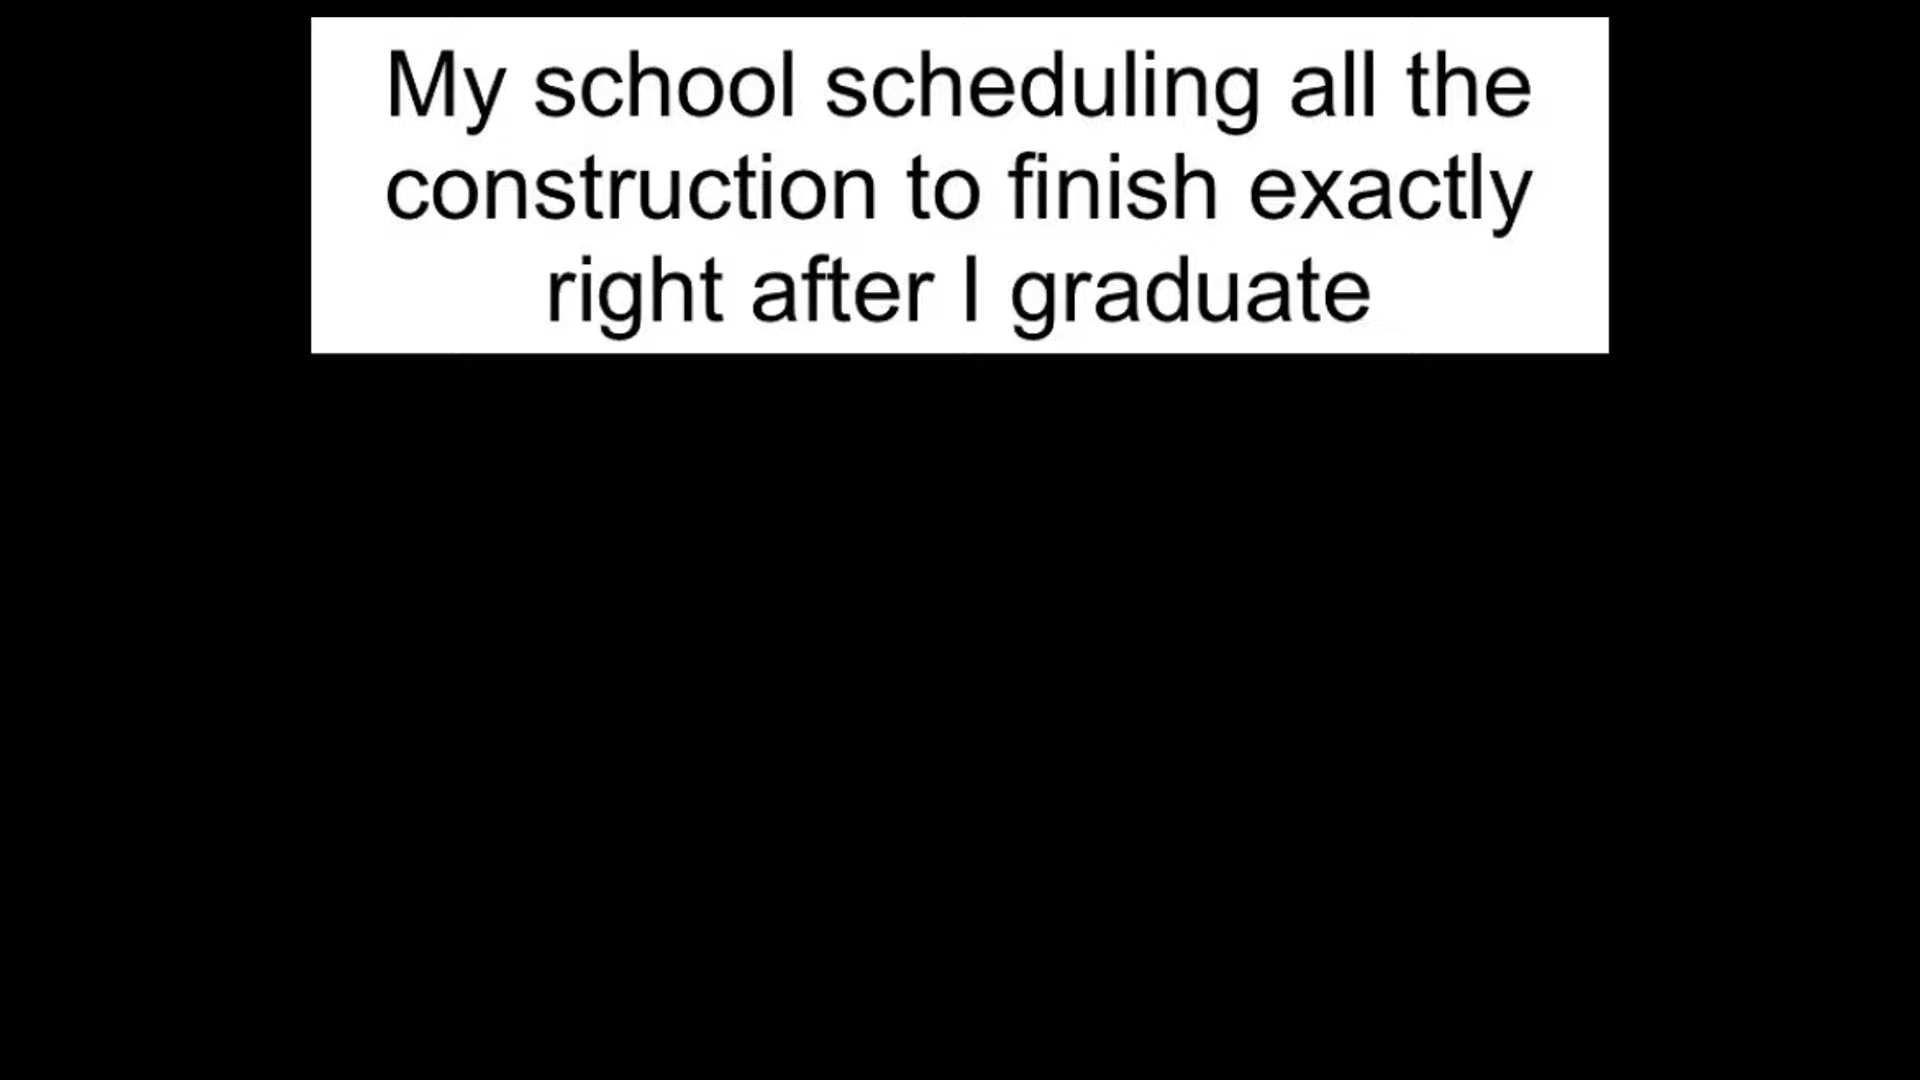 My school scheduling all the
construction to finish exactly
right after I graduate